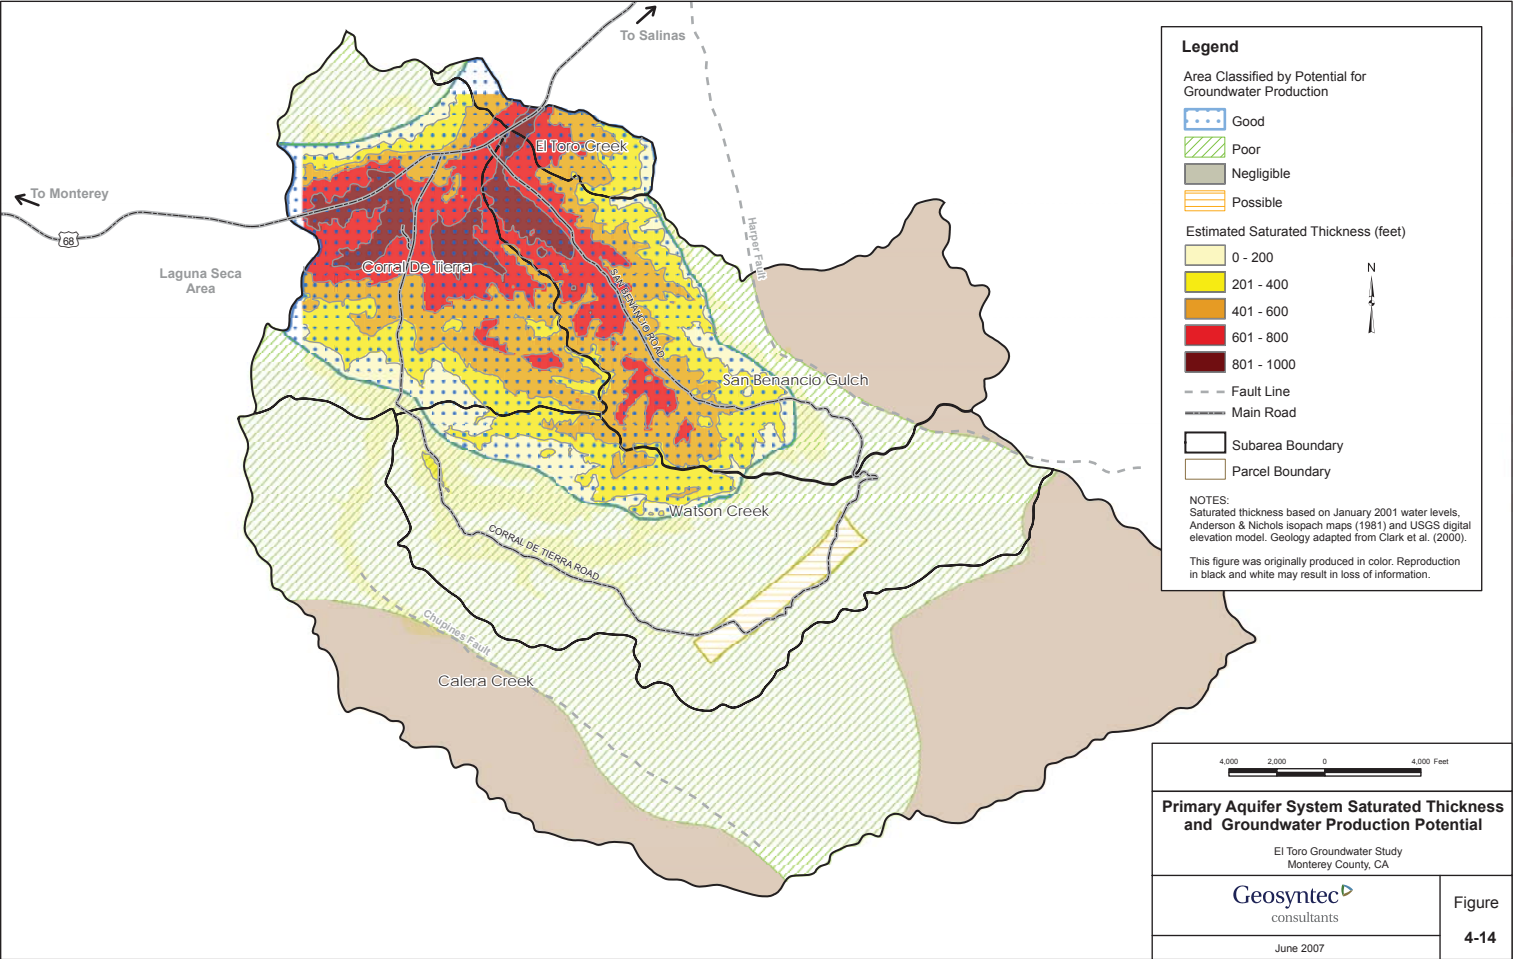 To Salinas
To Monterey
68
Laguna Seca
Area
El Toro Creek
Harper Fault
Corral De Tierra
SAN BENANCIO ROAD
San Benancio Gulch
Watson Creek
CORRAL DE TIERRA ROAD
Chupines Fault
Calera Creek
Legend
Area Classified by Potential for
Groundwater Production
Good
Poor
Negligible
Possible
Estimated Saturated Thickness (feet)
0 - 200
201 - 400
401 - 600
601 - 800
801 - 1000
Fault Line
Main Road
Subarea Boundary
Parcel Boundary
N
NOTES:
Saturated thickness based on January 2001 water levels,
Anderson & Nichols isopach maps (1981) and USGS digital
elevation model. Geology adapted from Clark et al. (2000).
This figure was originally produced in color. Reproduction
in black and white may result in loss of information.
4,000 2,000 0 4,000 Feet
Primary Aquifer System Saturated Thickness
and Groundwater Production Potential
El Toro Groundwater Study
Monterey County, CA
Geosyntec
consultants
June 2007
Figure
4-14